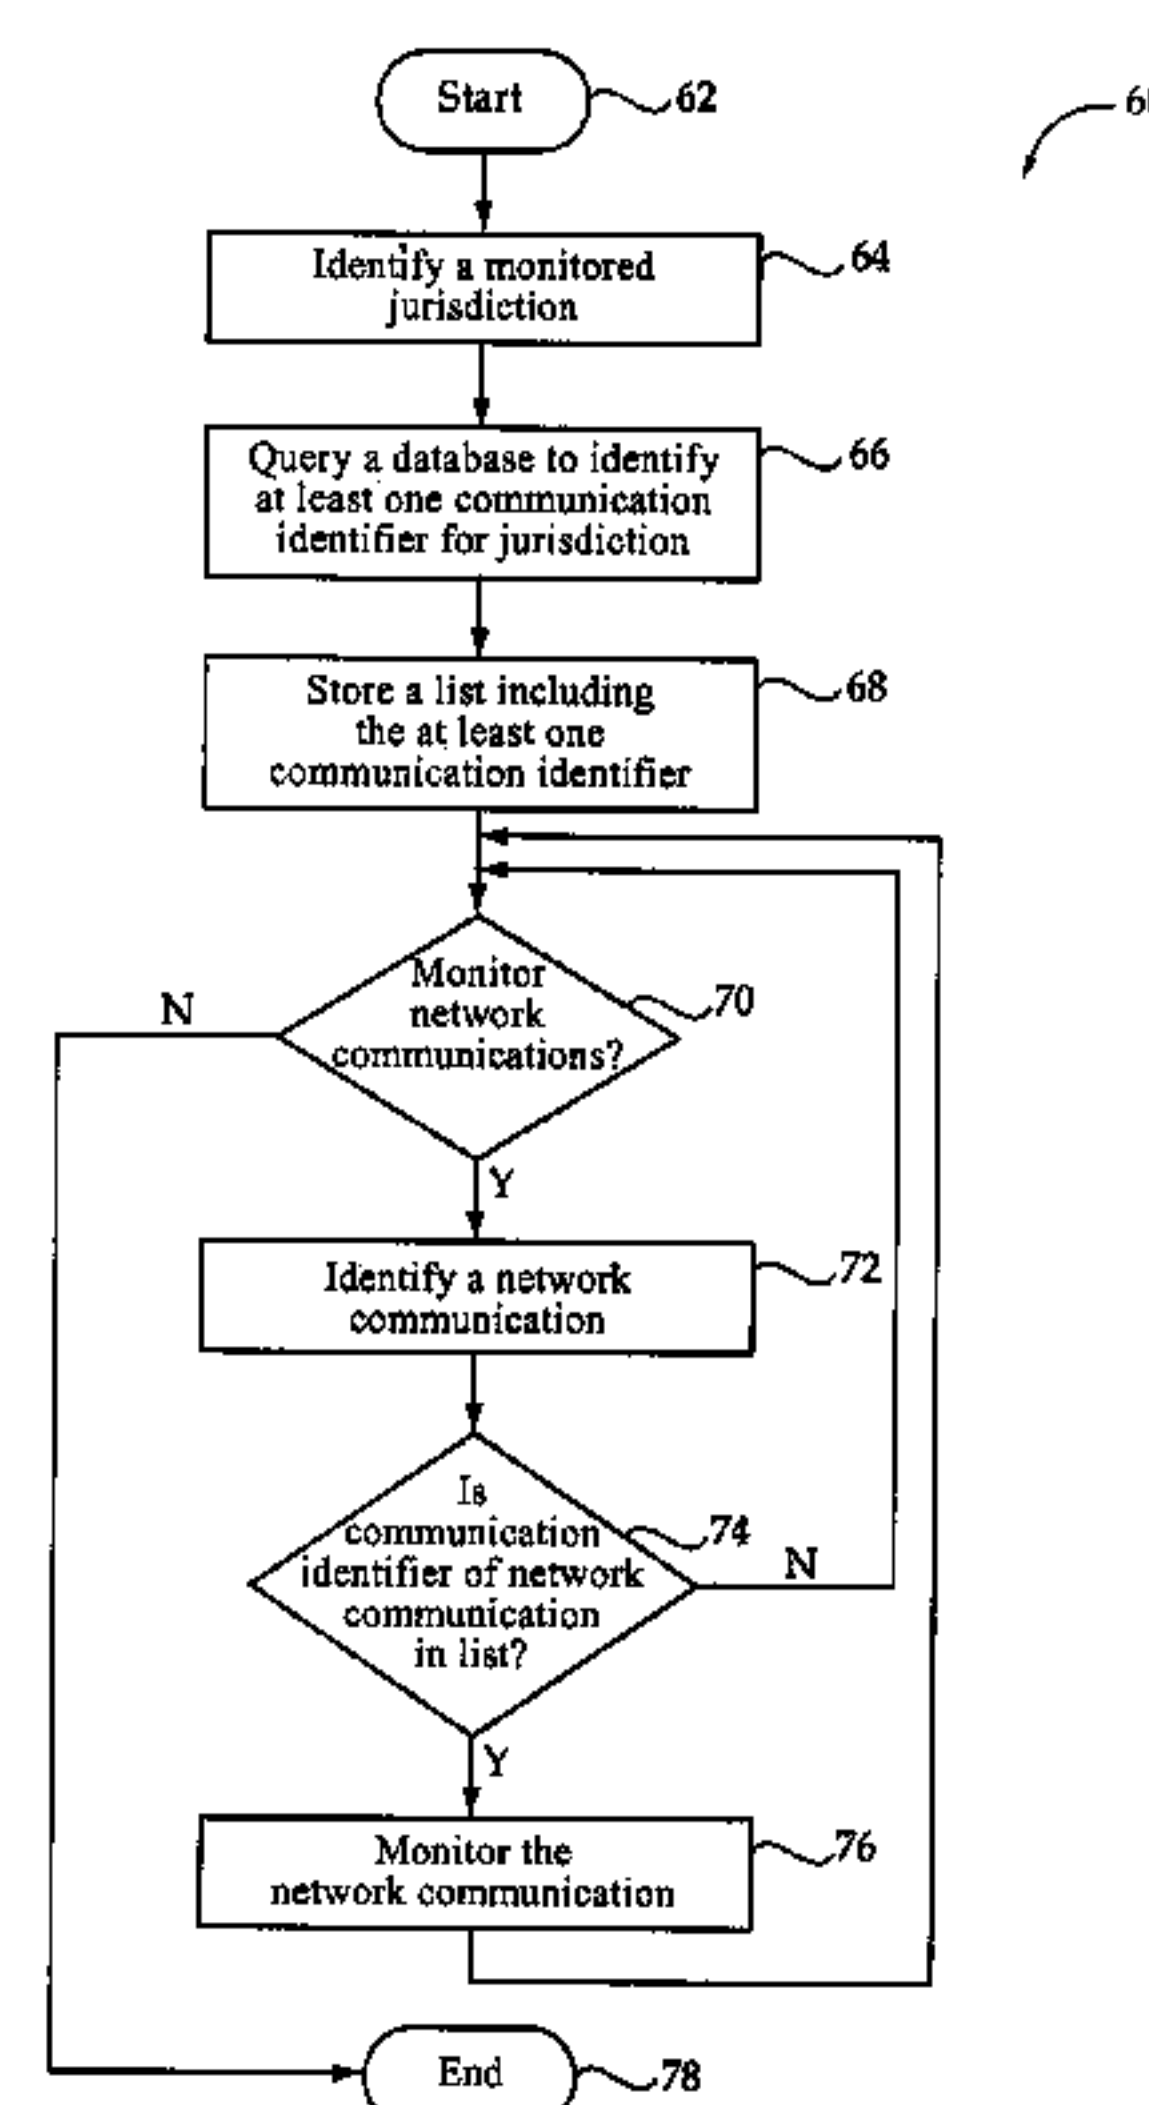 Start
62
Identify a monitored
jurisdiction
64
Query a database to identify
at least one communication
identifier for jurisdiction
66
Store a list including
the at least one
communication identifier
68
Monitor
network
communications?
70
N
Y
Identify a network
communication
72
Is
communication
identifier of network
communication
in list?
74
N
Y
Monitor the
network communication
76
End
78